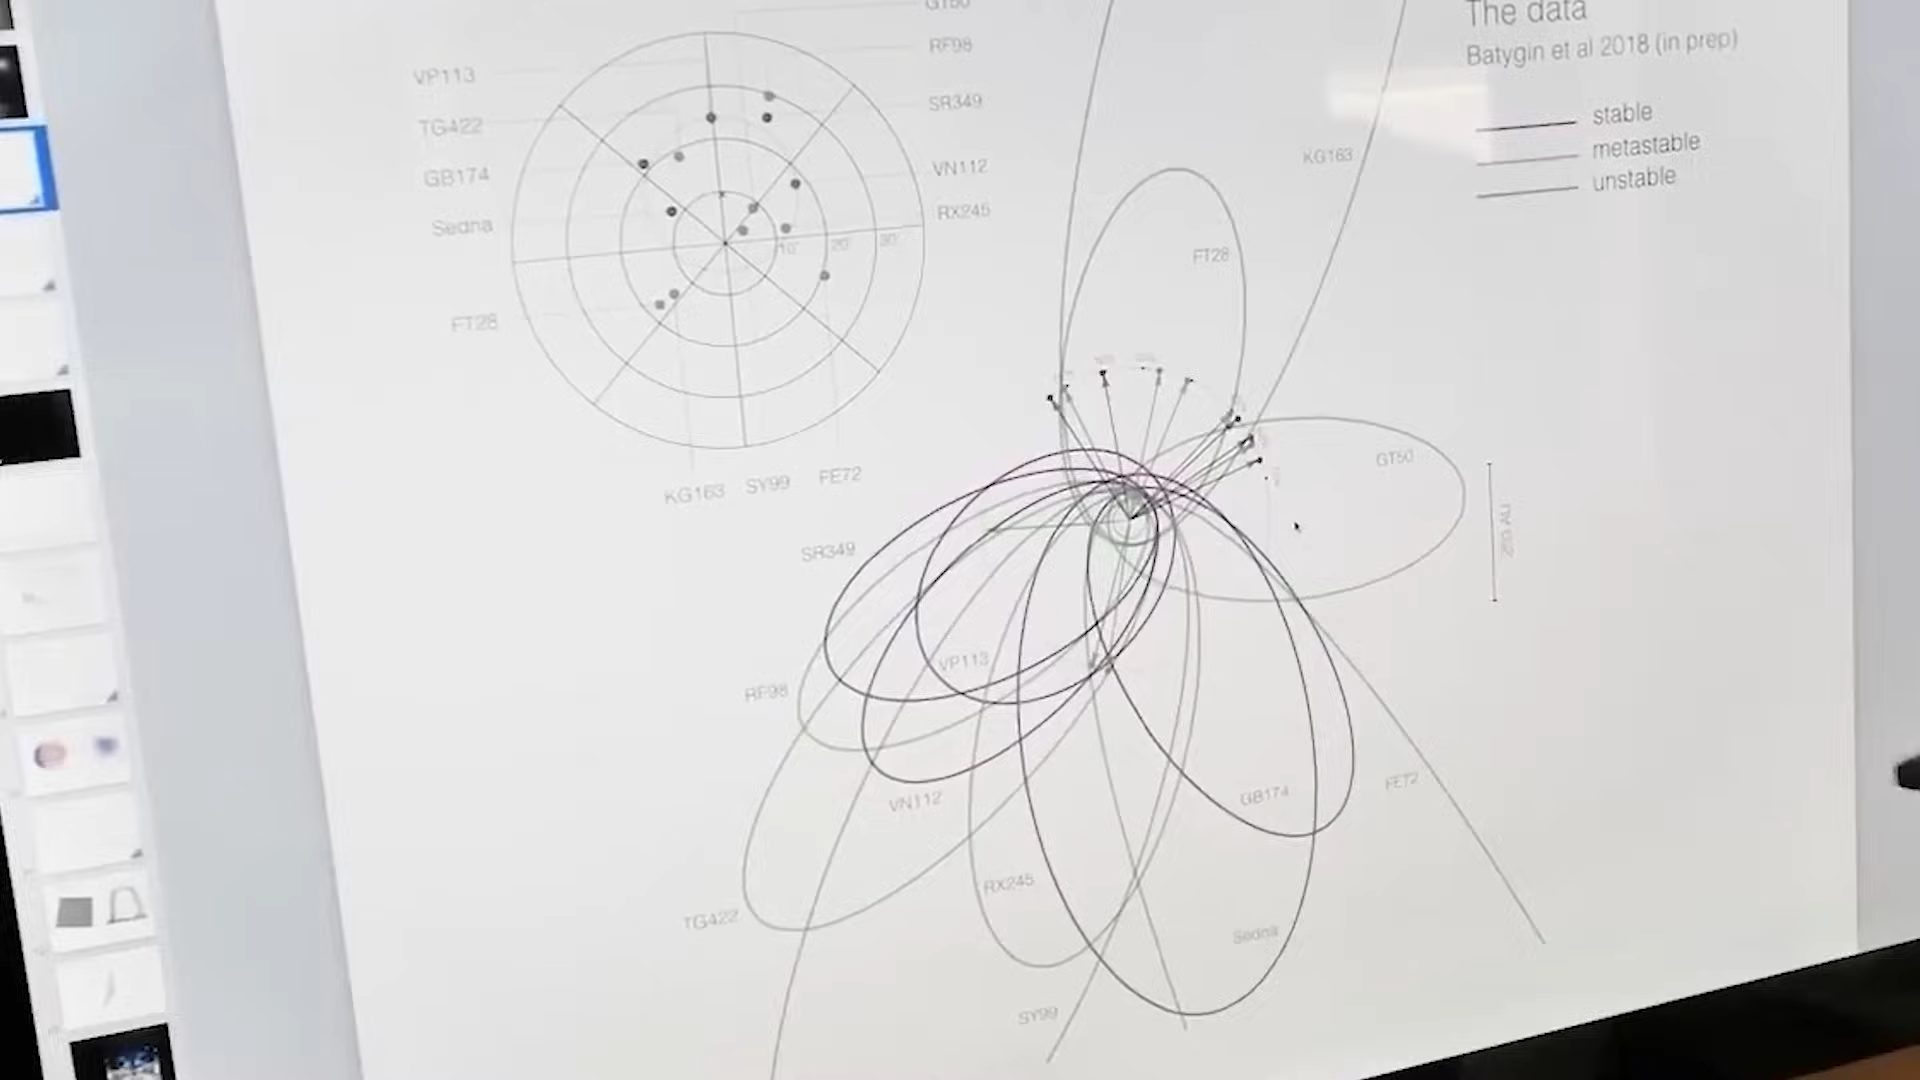 The data
Batygin et al 2018 (in prep)
stable
metastable
unstable
GT50
RF98
SR349
VN112
RX245
VP113
TG422
GB174
Sedna
FT28
10
20
30
KG163
SY99
FE72
KG163
FT28
GT50
SR349
VP113
RF98
VN112
TG422
RX245
SY99
Sedna
GB174
FE72